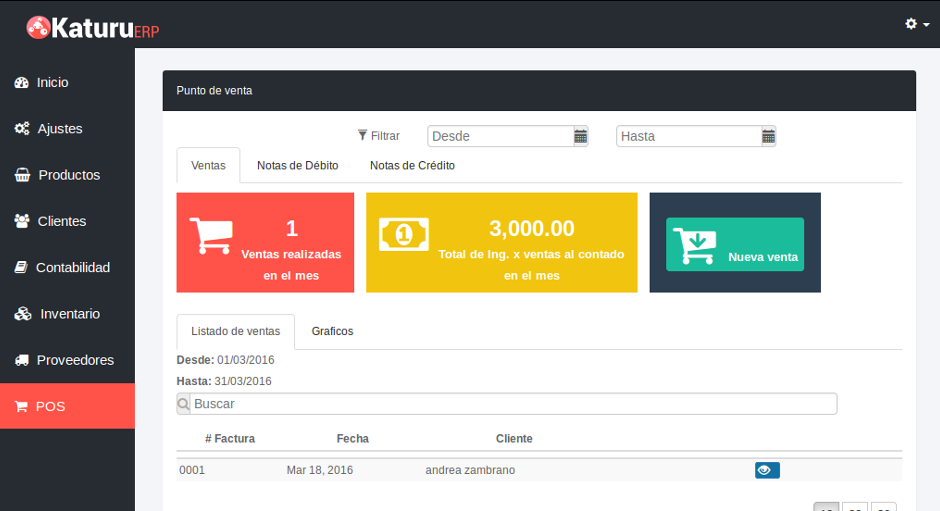 KaturuERP
Inicio
Ajustes
Productos
Clientes
Contabilidad
Inventario
Proveedores
POS
Punto de venta
Filtrar Desde Hasta
Ventas Notas de Débito Notas de Crédito
1
Ventas realizadas
en el mes
1
3,000.00
Total de Ing. x ventas al contado
en el mes
Nueva venta
Listado de ventas Graficos
Desde: 01/03/2016
Hasta: 31/03/2016
Buscar
# Factura Fecha Cliente
0001 Mar 18, 2016 andrea zambrano